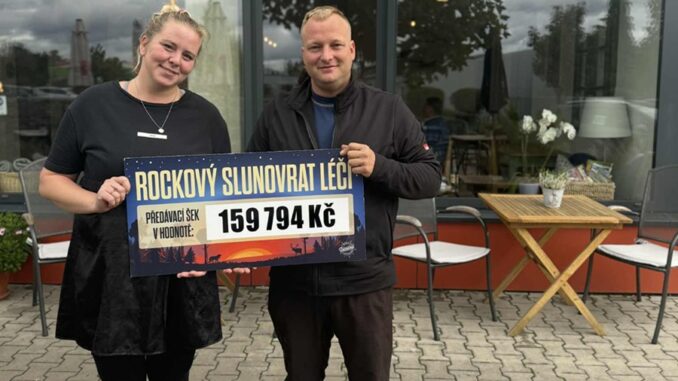 ROCKOVÝ SLUNOVRAT LÉČÍ
PŘEDÁVACÍ ŠEK
V HODNOTĚ:
159 794 KČ